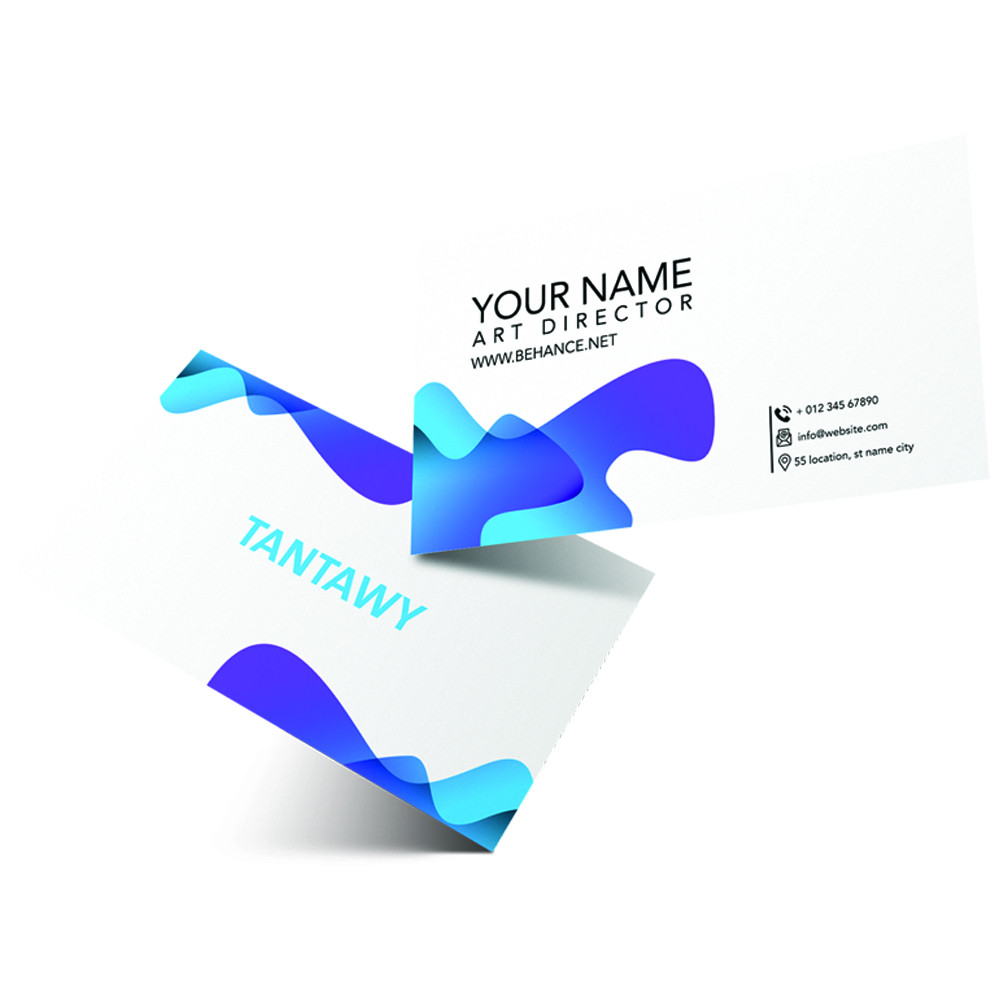 YOUR NAME
ART DIRECTOR
WWW.BEHANCE.NET
+ 012 345 67890
info@website.com
55 location, st name city
TANTAWY